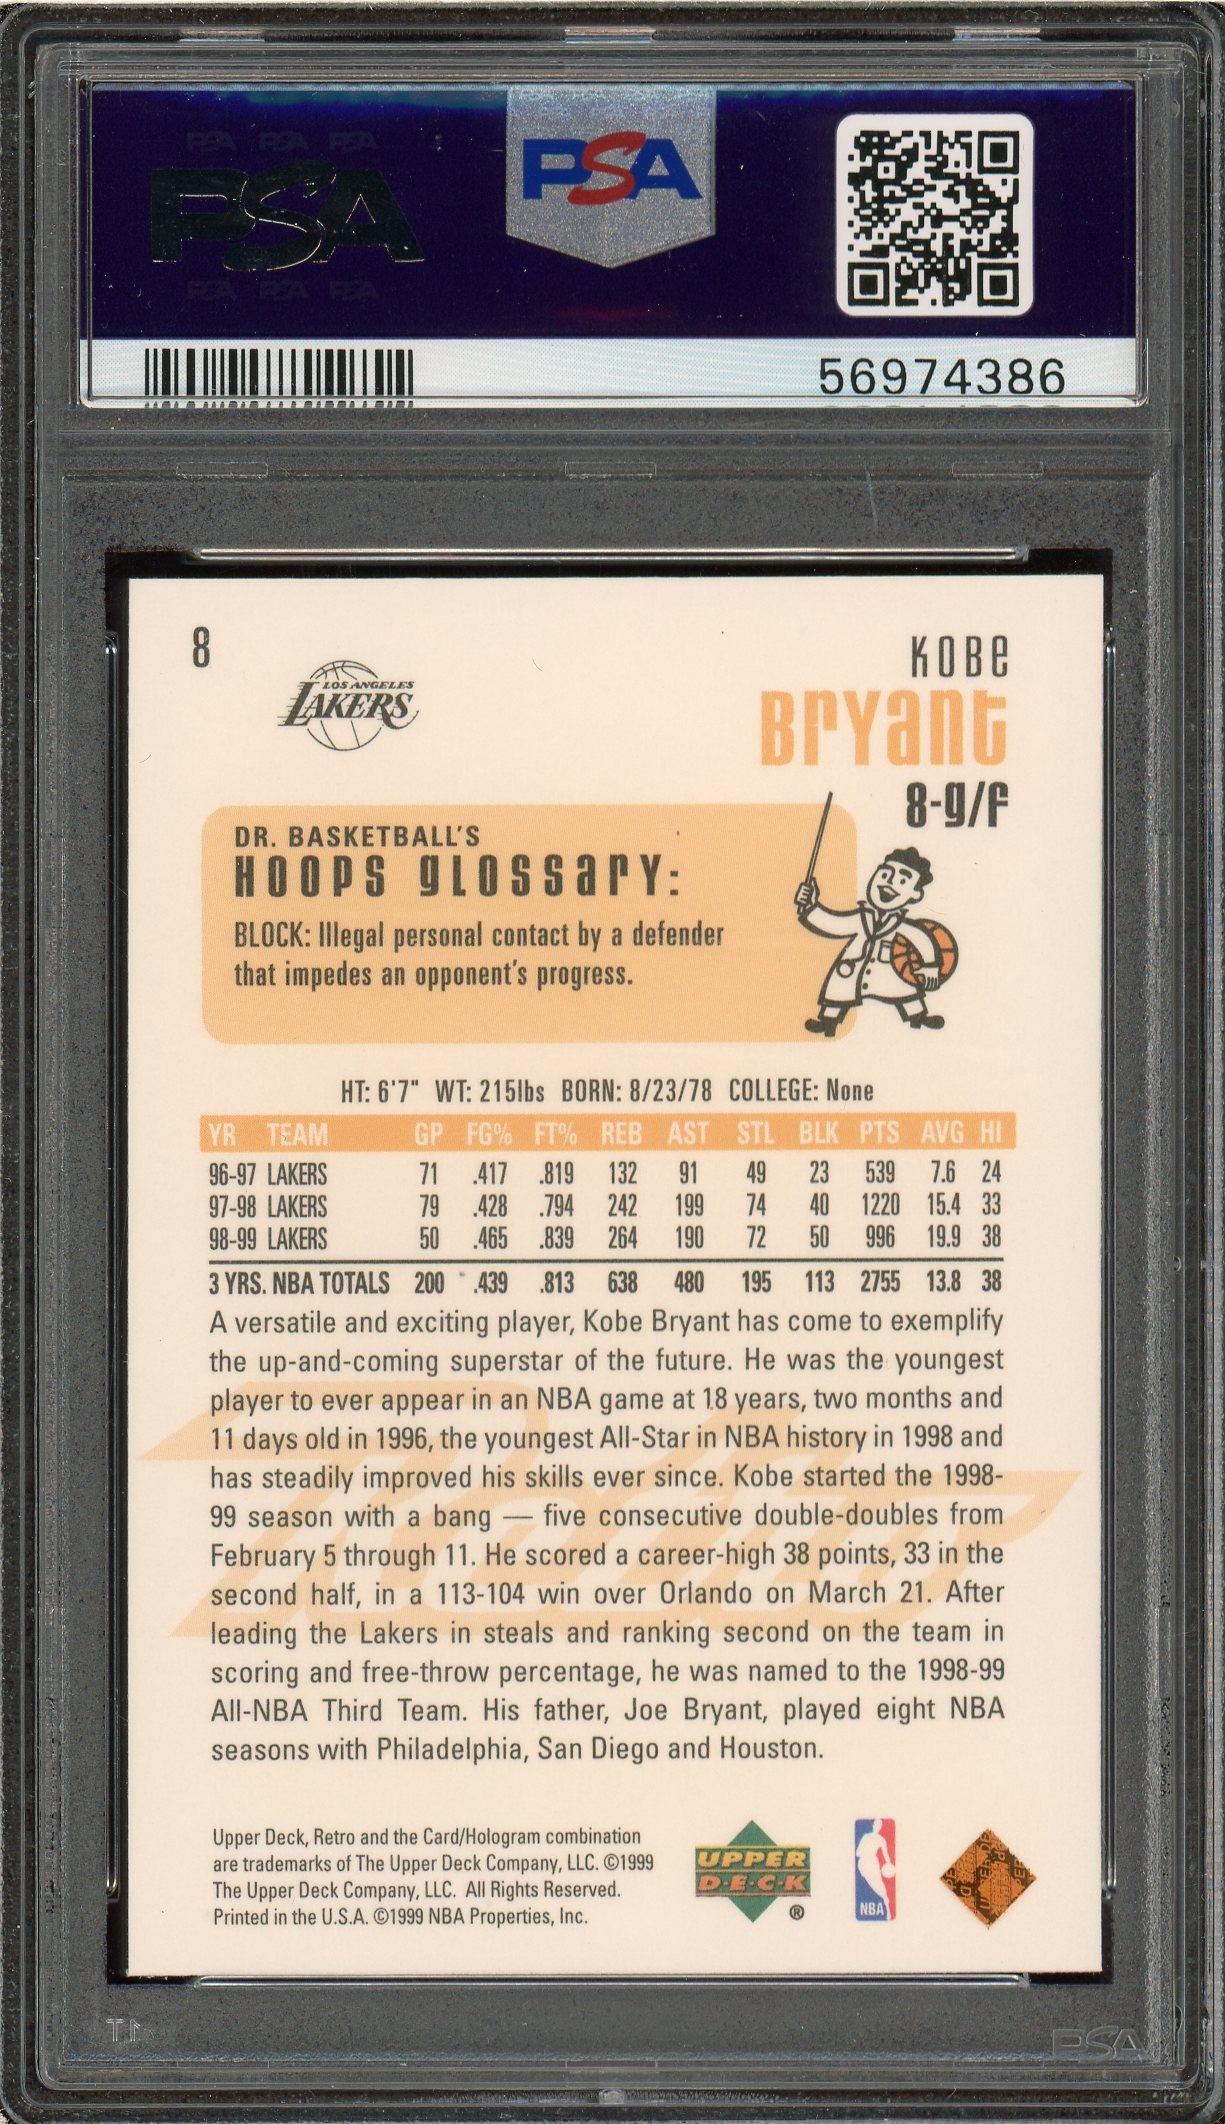 PSA PSA PSA
PSA
PSA PSA PSA
PSA
56974386
8
LOS ANGELES
LAKERS
KOBE
BRYANT
8-g/f
DR. BASKETBALL'S
HOOPS GLOSSARY:
BLOCK: Illegal personal contact by a defender
that impedes an opponent's progress.
HT: 6'7" WT: 215lbs BORN: 8/23/78 COLLEGE: None
YR TEAM GP FG% FT% REB AST STL BLK PTS AVG HI
96-97 LAKERS 71 .417 .819 132 91 49 23 539 7.6 24
97-98 LAKERS 79 .428 .794 242 199 74 40 1220 15.4 33
98-99 LAKERS 50 .465 .839 264 190 72 50 996 19.9 38
3 YRS. NBA TOTALS 200 .439 .813 638 480 195 113 2755 13.8 38
A versatile and exciting player, Kobe Bryant has come to exemplify
the up-and-coming superstar of the future. He was the youngest
player to ever appear in an NBA game at 18 years, two months and
11 days old in 1996, the youngest All-Star in NBA history in 1998 and
has steadily improved his skills ever since. Kobe started the 1998-
99 season with a bang — five consecutive double-doubles from
February 5 through 11. He scored a career-high 38 points, 33 in the
second half, in a 113-104 win over Orlando on March 21. After
leading the Lakers in steals and ranking second on the team in
scoring and free-throw percentage, he was named to the 1998-99
All-NBA Third Team. His father, Joe Bryant, played eight NBA
seasons with Philadelphia, San Diego and Houston.
Upper Deck, Retro and the Card/Hologram combination
are trademarks of The Upper Deck Company, LLC. ©1999
The Upper Deck Company, LLC. All Rights Reserved.
Printed in the U.S.A. ©1999 NBA Properties, Inc.
UPPER
D·E·C·K
®
NBA
PSA